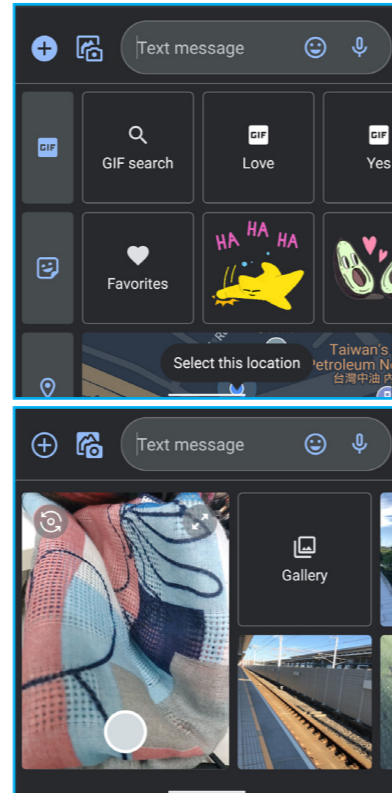 Text message
GIF
GIF search
GIF
Love
GIF
Yes
Favorites
HA HA HA
Select this location
Taiwan's
Petroleum
台灣中油
Text message
Gallery